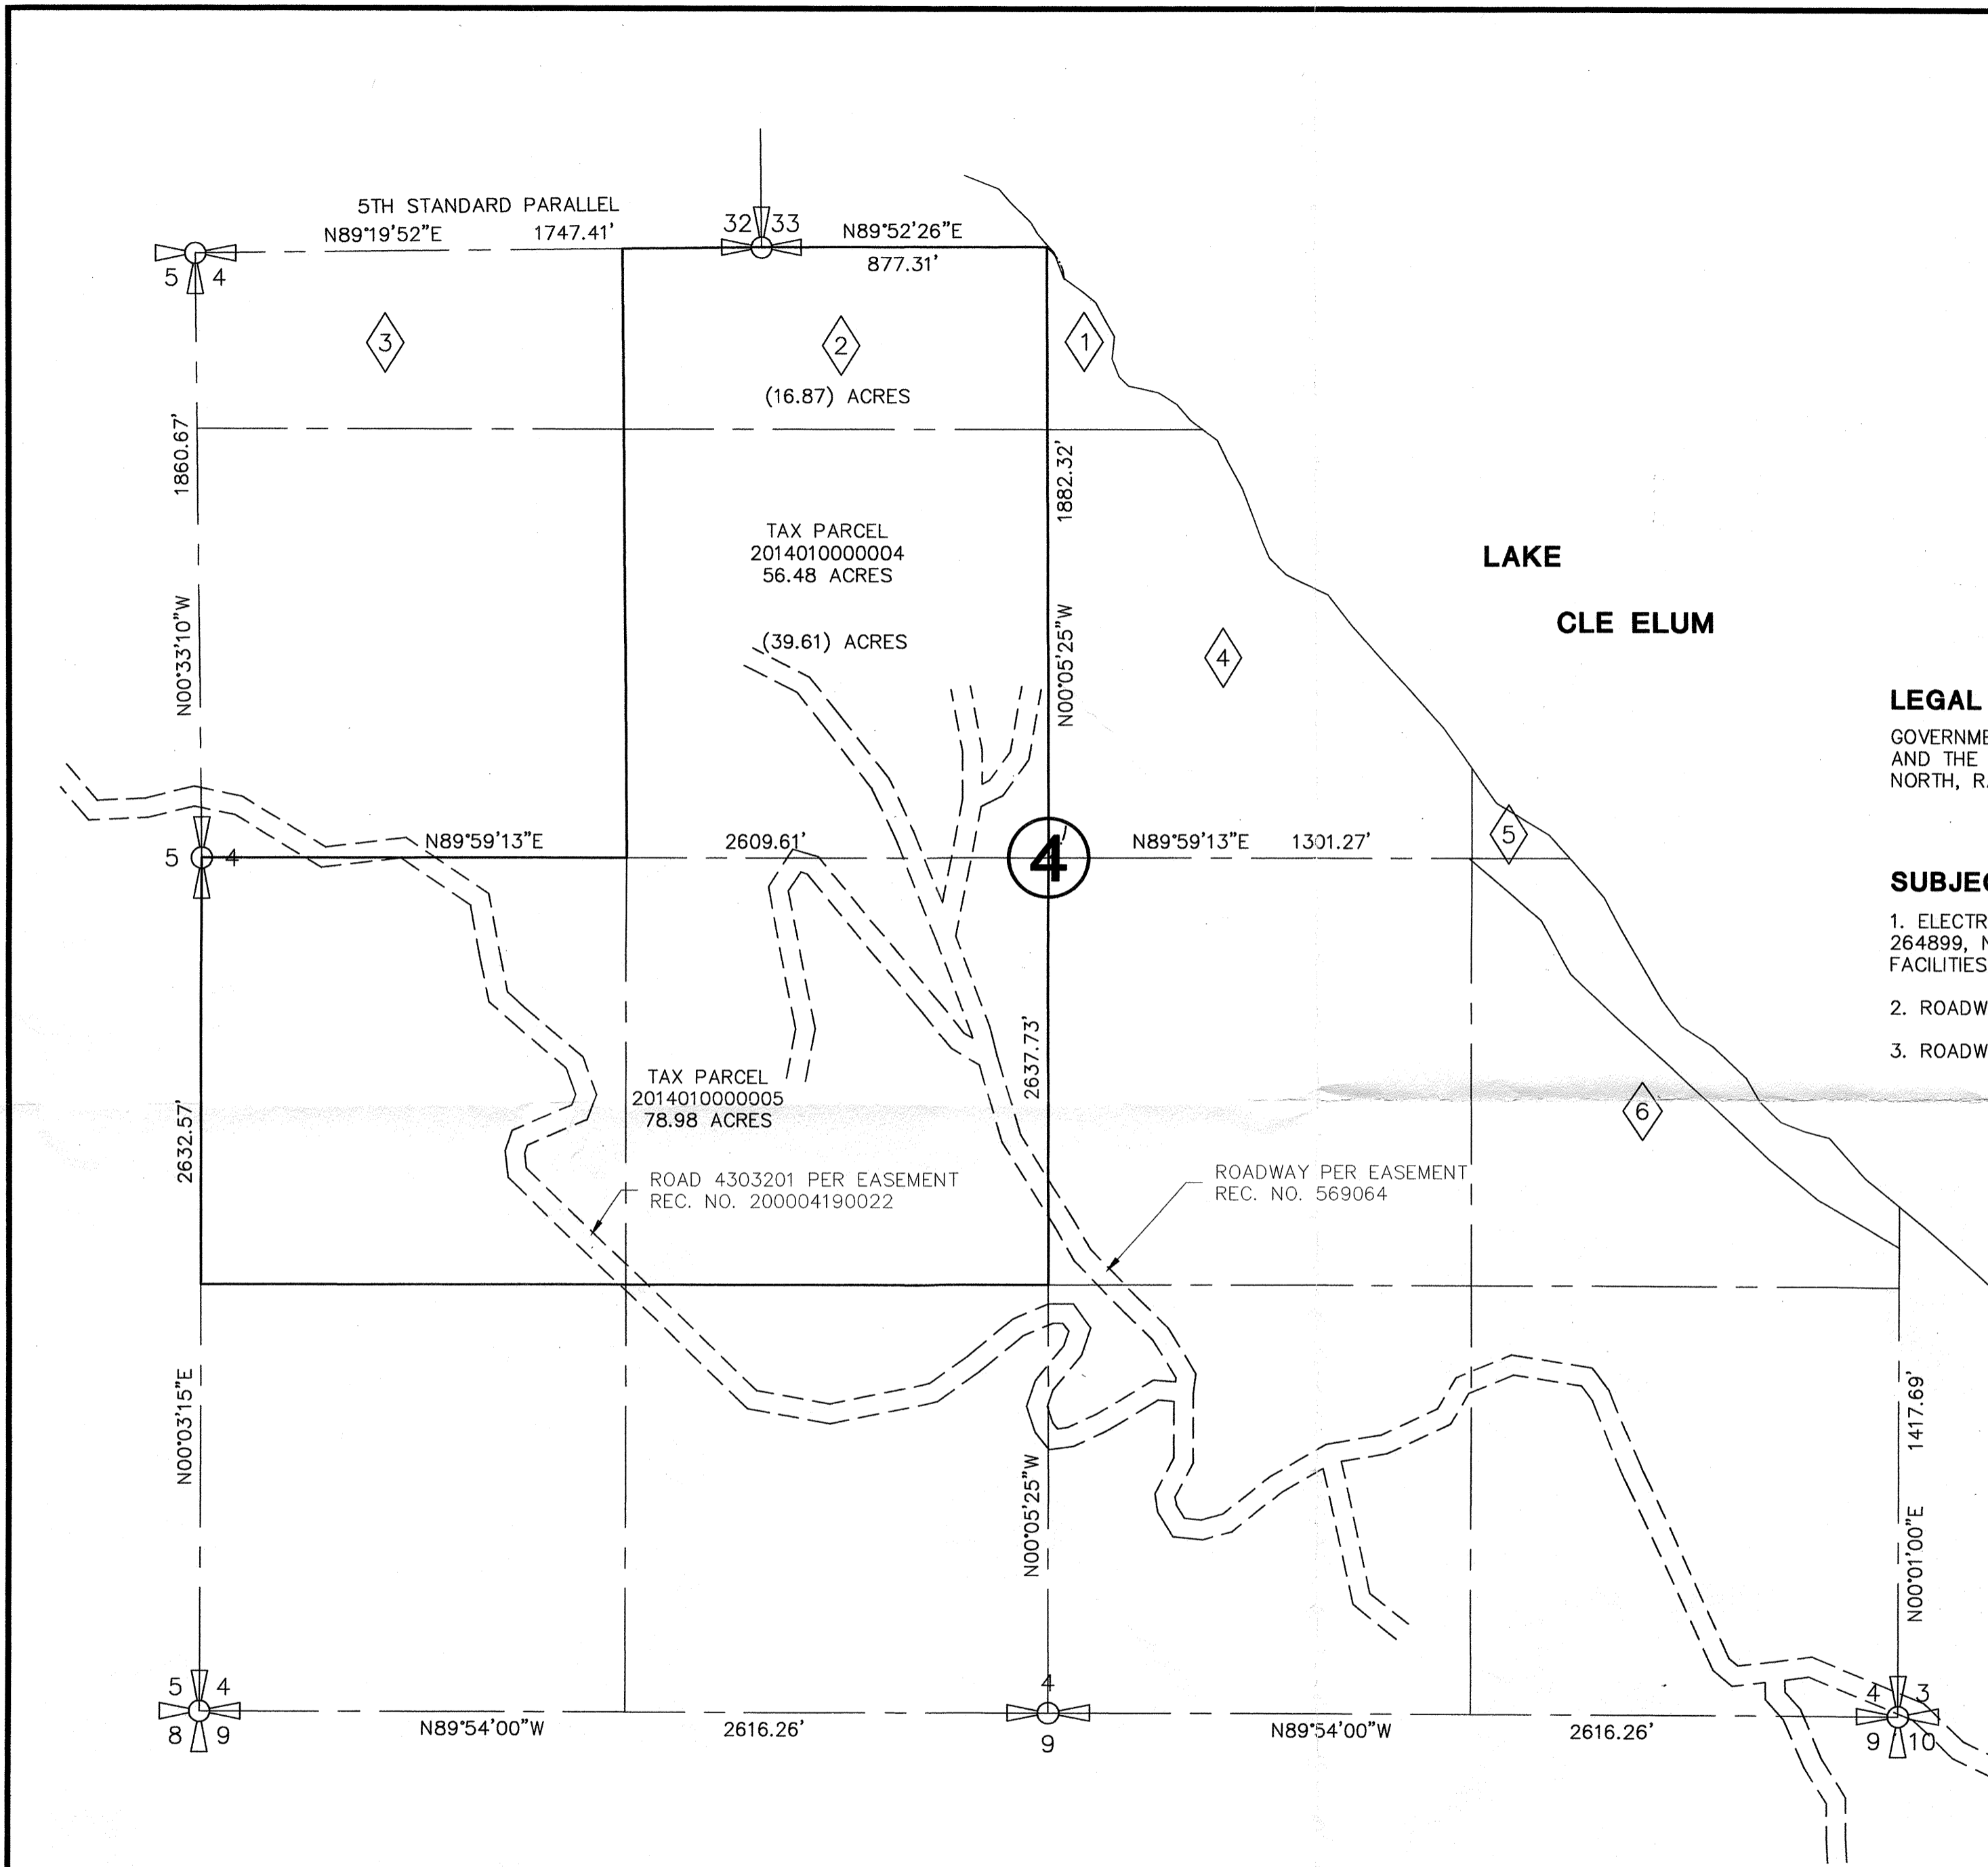 5TH STANDARD PARALLEL
N89°19'52"E 1747.41'
32 33
N89°52'26"E
877.31'
5 4
3
2
1
(16.87) ACRES
1860.67'
1882.32'
TAX PARCEL
2014010000004
56.48 ACRES
LAKE
CLE ELUM
(39.61) ACRES
N00°33'10"W
N00°05'25"W
4
LEGAL
GOVERNME
AND THE
NORTH, R.
5 4
N89°59'13"E
2609.61'
4
N89°59'13"E 1301.27'
5
SUBJEC
1. ELECTR
264899, N
FACILITIES
2. ROADW
3. ROADW
2637.73'
TAX PARCEL
2014010000005
78.98 ACRES
6
2632.57'
ROAD 4303201 PER EASEMENT
REC. NO. 200004190022
ROADWAY PER EASEMENT
REC. NO. 569064
N00°03'15"E
1417.69'
N00°05'25"W
N00°01'00"E
5 4
8 9
N89°54'00"W 2616.26'
4
9
N89°54'00"W 2616.26'
4 3
9 10